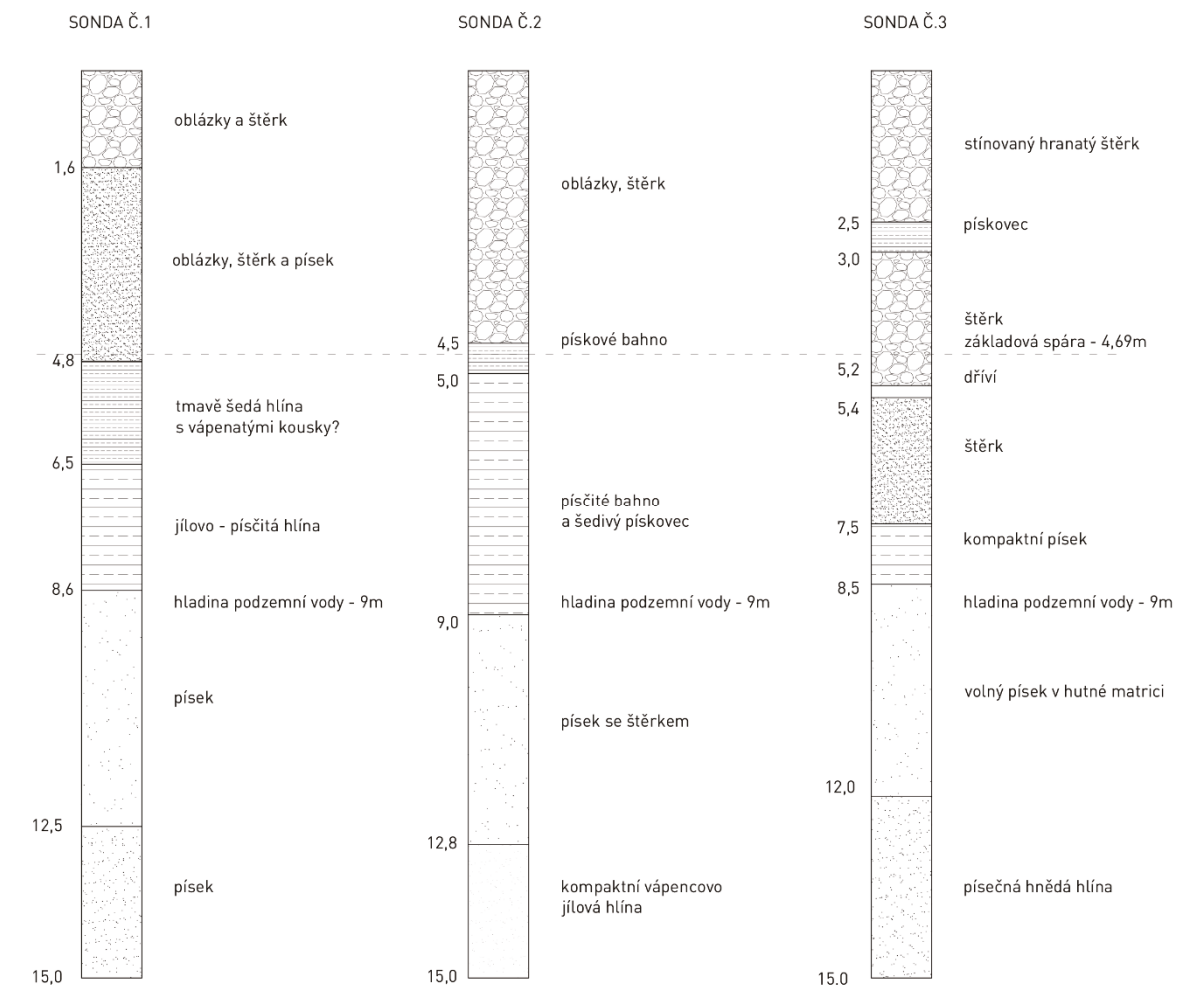 SONDA Č.1
oblázky a štěrk
1,6
oblázky, štěrk a písek
4,8
tmavě šedá hlína
s vápenatými kousky?
6,5
jílovo - písčitá hlína
8,6
hladina podzemní vody - 9m
písek
12,5
písek
15,0
SONDA Č.2
oblázky, štěrk
4,5
pískové bahno
5,0
písčité bahno
a šedivý pískovec
hladina podzemní vody - 9m
9,0
písek se štěrkem
12,8
kompaktní vápencovo
jílová hlína
15,0
SONDA Č.3
stínovaný hranatý štěrk
2,5
pískovec
3,0
štěrk
základová spára - 4,69m
5,2
dříví
5,4
štěrk
7,5
kompaktní písek
8,5
hladina podzemní vody - 9m
volný písek v hutné matrici
12,0
písečná hnědá hlína
15.0